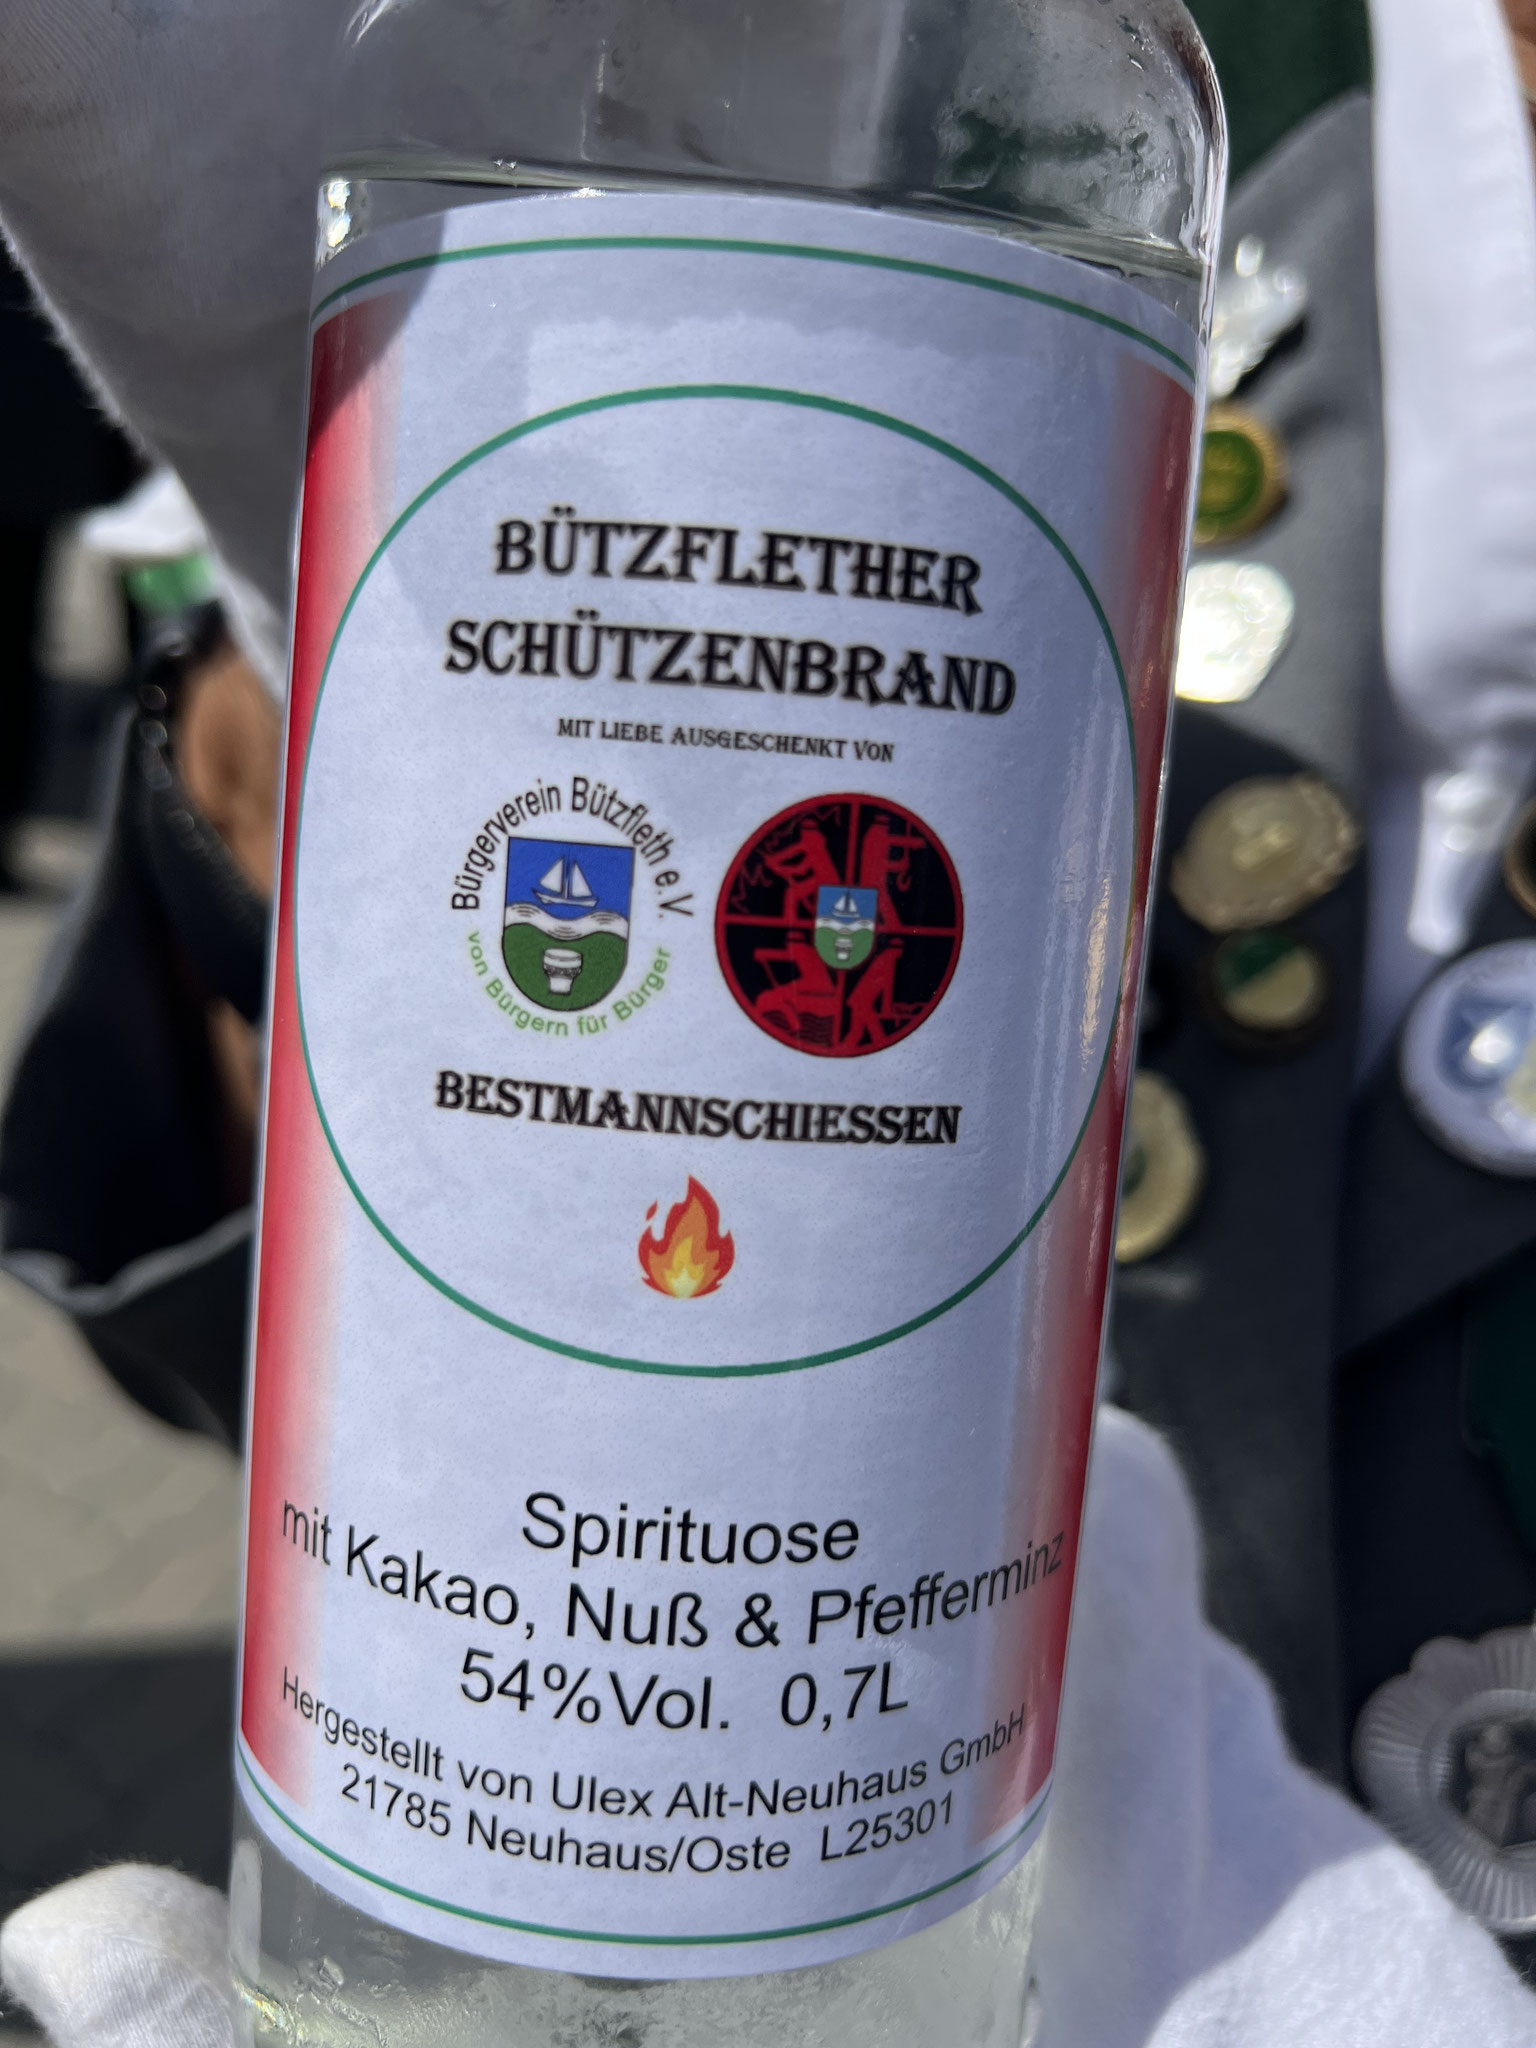 BÜTZFLETHER
SCHÜTZENBRAND
MIT LIEBE AUSGESCHENKT VON
Bürgerverein Bützfleth e.V.
von Bürgern für Bürger
BESTMANNSCHIESSEN
Spirituose
mit Kakao, Nuß & Pfefferminz
54%Vol. 0,7L
Hergestellt von Ulex Alt-Neuhaus GmbH
21785 Neuhaus/Oste L25301